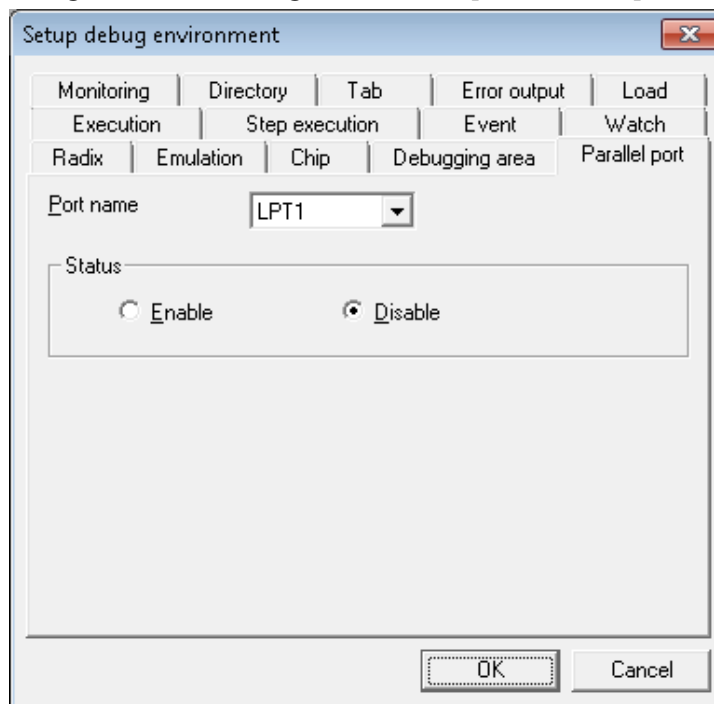 Setup debug environment
Monitoring Directory Tab Error output Load
Execution Step execution Event Watch
Radix Emulation Chip Debugging area Parallel port
Port name LPT1
Status
Enable Disable
OK Cancel